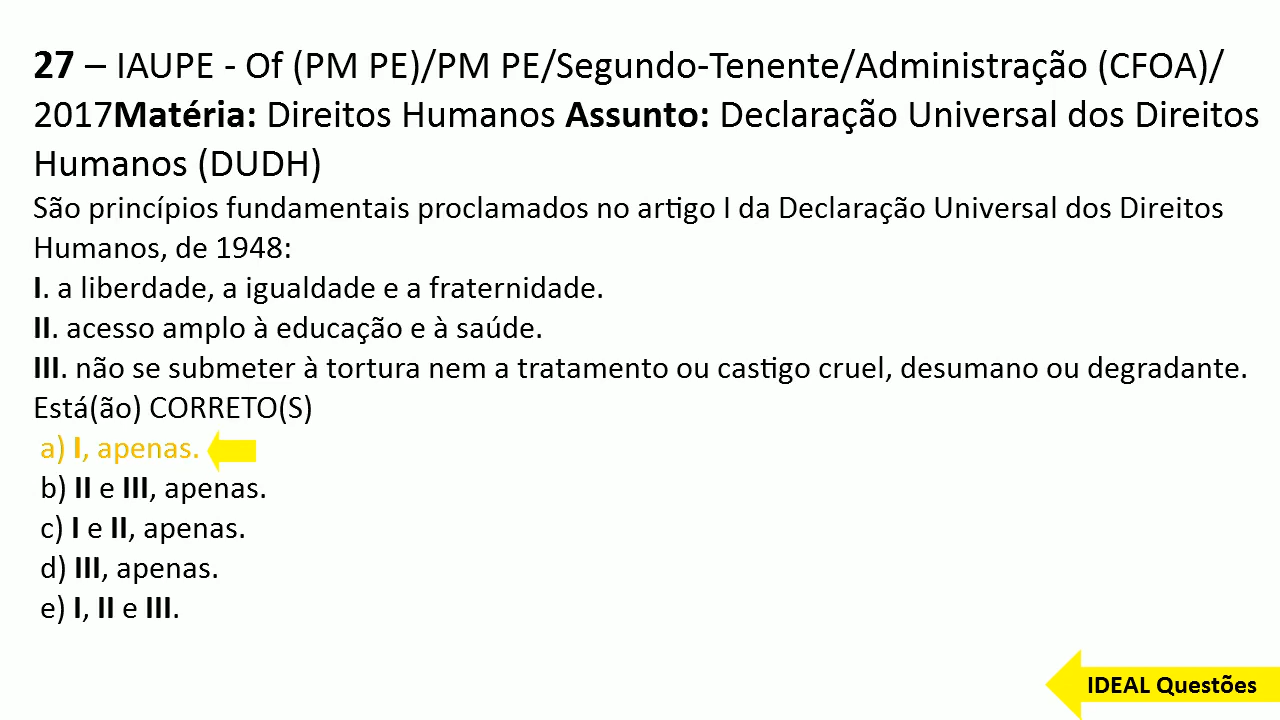 27 – IAUPE - Of (PM PE)/PM PE/Segundo-Tenente/Administração (CFOA)/
2017Matéria: Direitos Humanos Assunto: Declaração Universal dos Direitos
Humanos (DUDH)
São princípios fundamentais proclamados no artigo I da Declaração Universal dos Direitos
Humanos, de 1948:
I. a liberdade, a igualdade e a fraternidade.
II. acesso amplo à educação e à saúde.
III. não se submeter à tortura nem a tratamento ou castigo cruel, desumano ou degradante.
Está(ão) CORRETO(S)
a) I, apenas.
b) II e III, apenas.
c) I e II, apenas.
d) III, apenas.
e) I, II e III.
IDEAL Questões